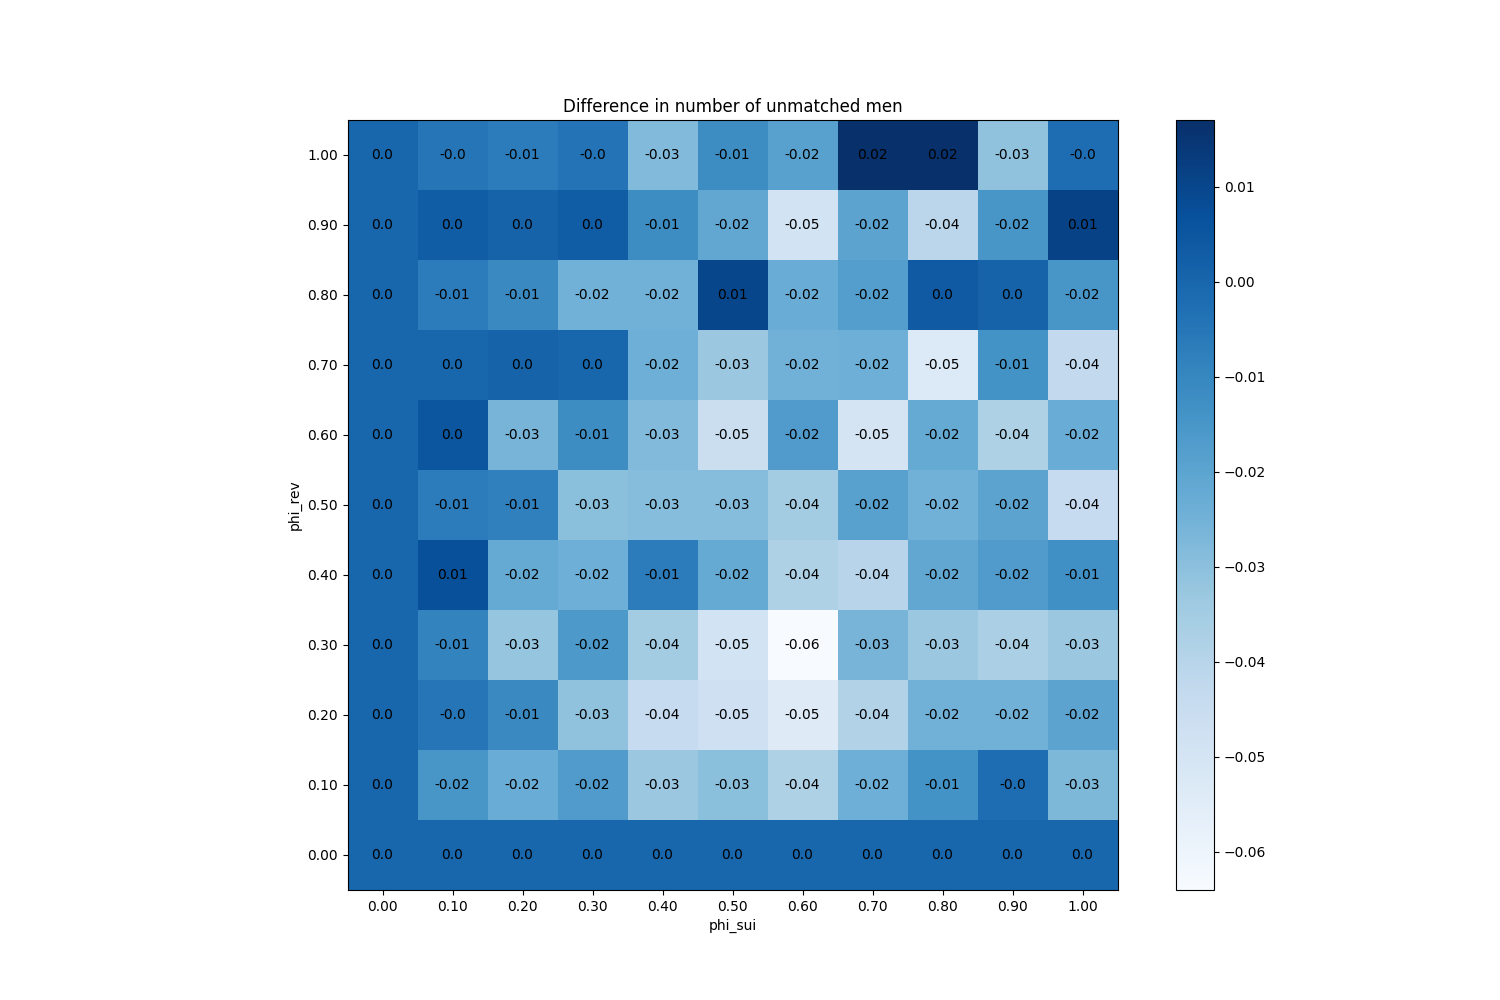 Difference in number of unmatched men
1.00 0.0 -0.0 -0.01 -0.0 -0.03 -0.01 -0.02 0.02 0.02 -0.03 -0.0
0.90 0.0 0.0 0.0 0.0 -0.01 -0.02 -0.05 -0.02 -0.04 -0.02 0.01
0.80 0.0 -0.01 -0.01 -0.02 -0.02 0.01 -0.02 -0.02 0.0 0.0 -0.02
0.70 0.0 0.0 0.0 0.0 -0.02 -0.03 -0.02 -0.02 -0.05 -0.01 -0.04
0.60 0.0 0.0 -0.03 -0.01 -0.03 -0.05 -0.02 -0.05 -0.02 -0.04 -0.02
0.50 0.0 -0.01 -0.01 -0.03 -0.03 -0.03 -0.04 -0.02 -0.02 -0.02 -0.04
0.40 0.0 0.01 -0.02 -0.02 -0.01 -0.02 -0.04 -0.04 -0.02 -0.02 -0.01
0.30 0.0 -0.01 -0.03 -0.02 -0.04 -0.05 -0.06 -0.03 -0.03 -0.04 -0.03
0.20 0.0 -0.0 -0.01 -0.03 -0.04 -0.05 -0.05 -0.04 -0.02 -0.02 -0.02
0.10 0.0 -0.02 -0.02 -0.02 -0.03 -0.03 -0.04 -0.02 -0.01 -0.0 -0.03
0.00 0.0 0.0 0.0 0.0 0.0 0.0 0.0 0.0 0.0 0.0 0.0
0.00 0.10 0.20 0.30 0.40 0.50 0.60 0.70 0.80 0.90 1.00
phi_sui
phi_rev
0.01
0.00
−0.01
−0.02
−0.03
−0.04
−0.05
−0.06